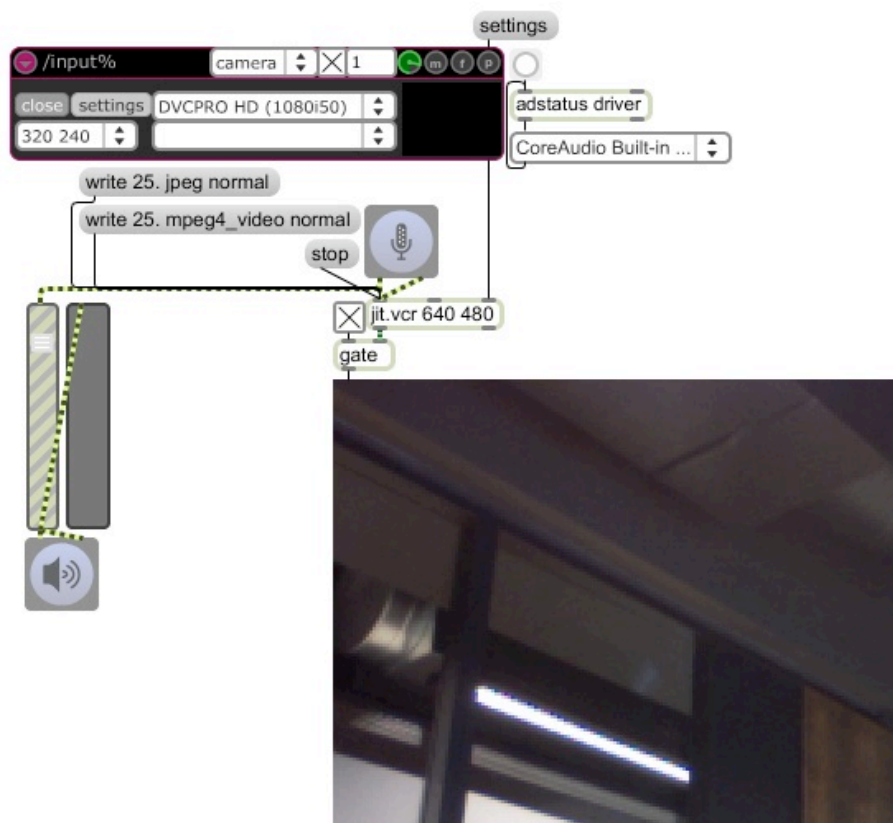 settings
/input% camera 1 m f p
close settings DVCPRO HD (1080i50)
320 240
adstatus driver
CoreAudio Built-in ...
write 25. jpeg normal
write 25. mpeg4_video normal
stop
jit.vcr 640 480
gate